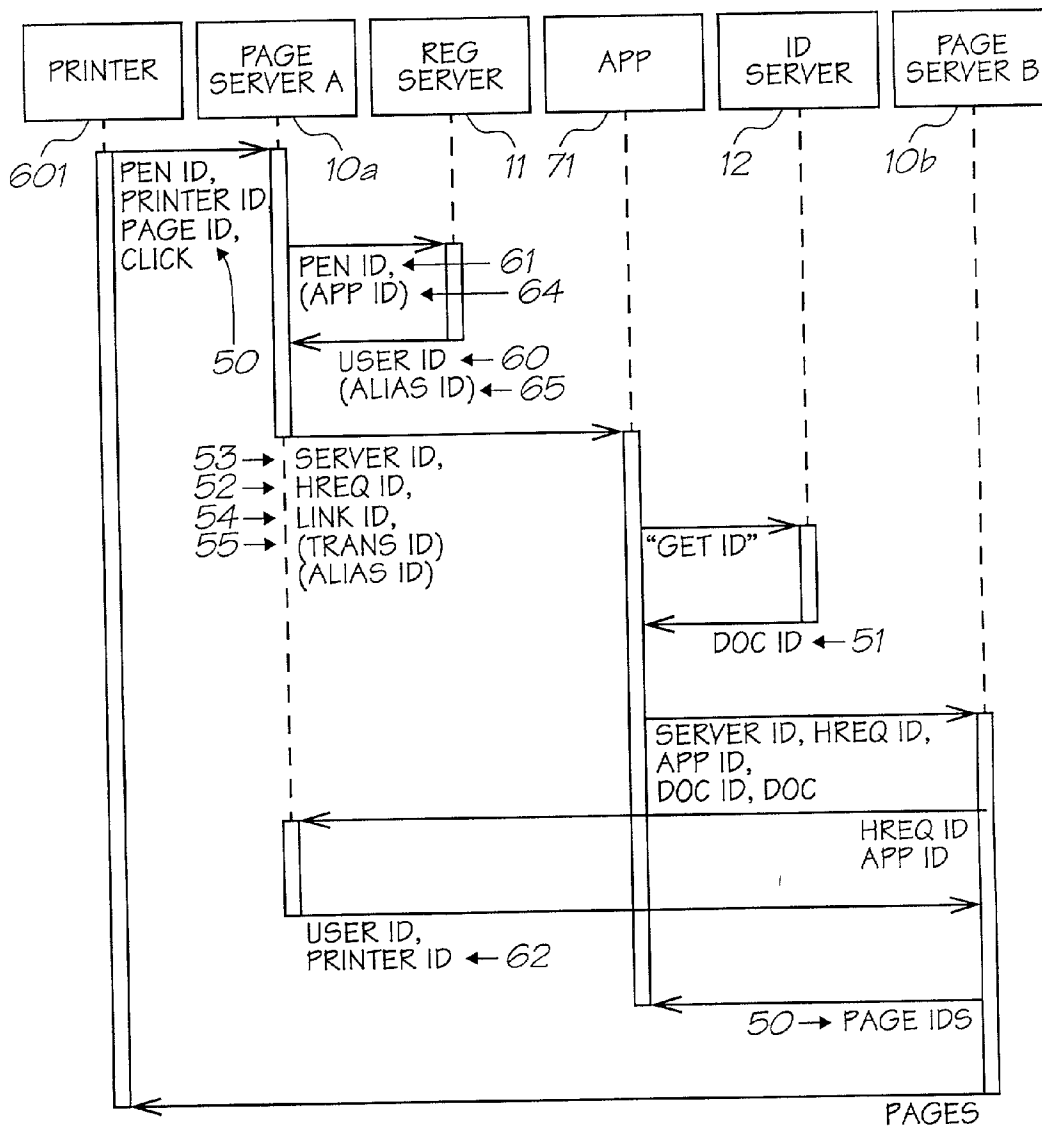 PRINTER
PAGE
SERVER A
REG
SERVER
APP
ID
SERVER
PAGE
SERVER B
601
10a
11
71
12
10b
PEN ID,
PRINTER ID,
PAGE ID,
CLICK
50
PEN ID,
61
(APP ID)
64
USER ID
60
(ALIAS ID)
65
53
SERVER ID,
52
HREQ ID,
54
LINK ID,
55
(TRANS ID)
(ALIAS ID)
“GET ID”
DOC ID
51
SERVER ID, HREQ ID,
APP ID,
DOC ID, DOC
HREQ ID
APP ID
USER ID,
PRINTER ID
62
50
PAGE IDS
PAGES